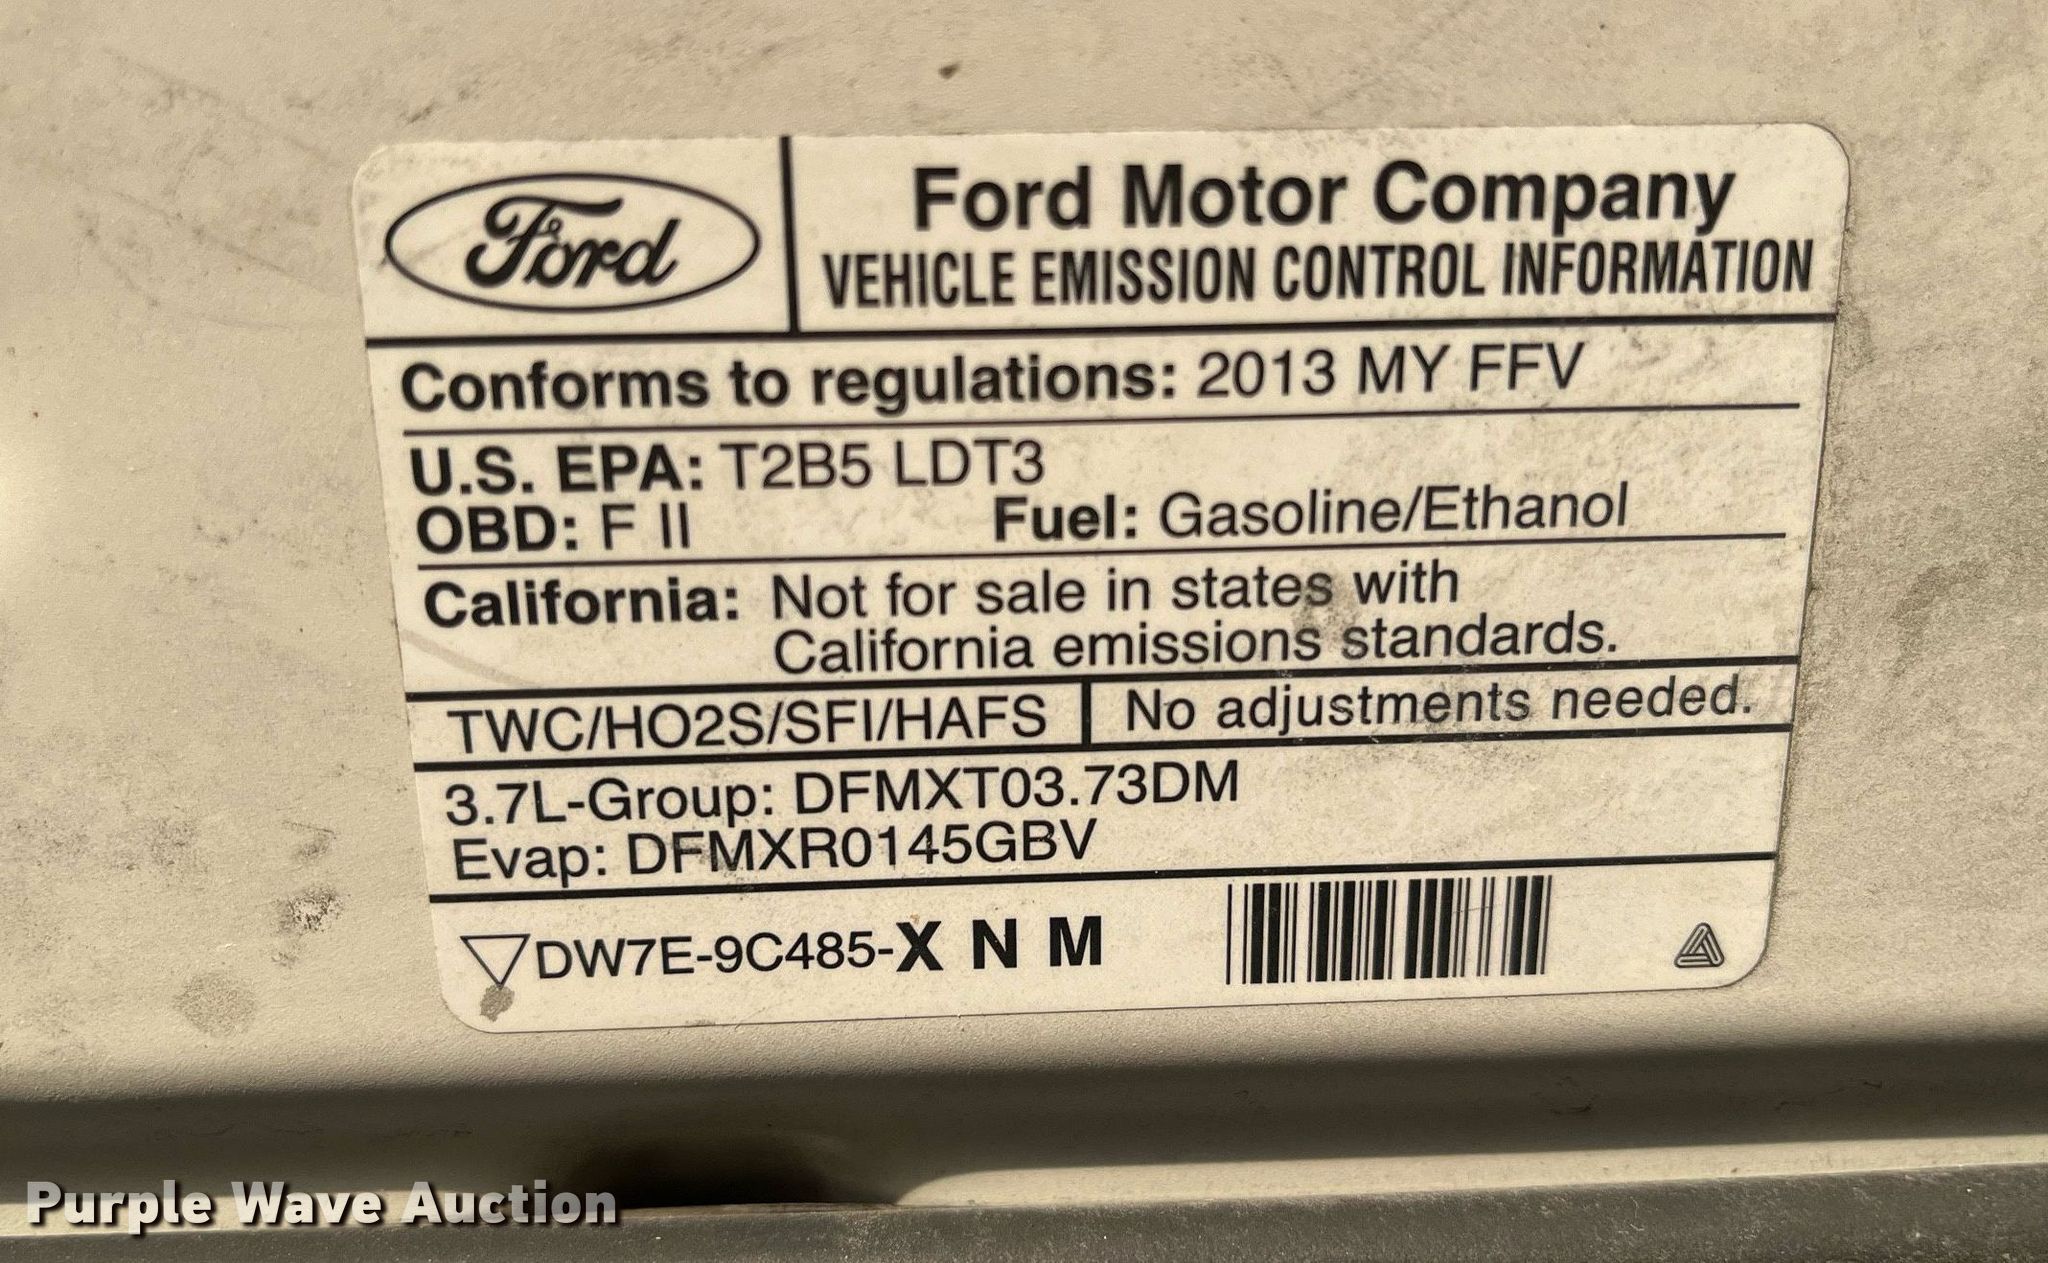 Ford
Ford Motor Company
VEHICLE EMISSION CONTROL INFORMATION
Conforms to regulations: 2013 MY FFV
U.S. EPA: T2B5 LDT3
OBD: F II Fuel: Gasoline/Ethanol
California: Not for sale in states with
California emissions standards.
TWC/HO2S/SFI/HAFS No adjustments needed.
3.7L-Group: DFMXT03.73DM
Evap: DFMXR0145GBV
DW7E-9C485-X N M
Purple Wave Auction